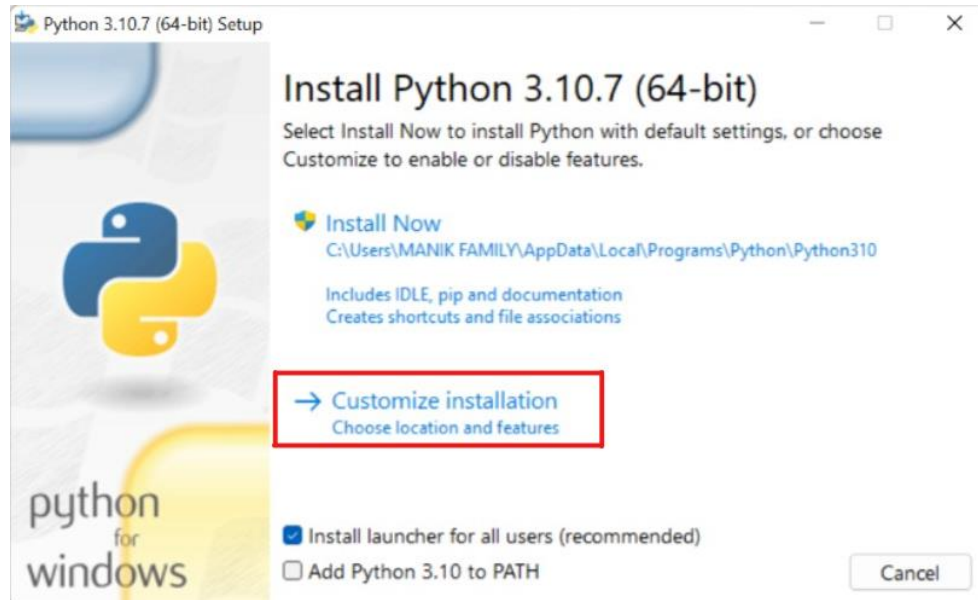 Python 3.10.7 (64-bit) Setup
Install Python 3.10.7 (64-bit)
Select Install Now to install Python with default settings, or choose
Customize to enable or disable features.
Install Now
C:\Users\MANIK FAMILY\AppData\Local\Programs\Python\Python310
Includes IDLE, pip and documentation
Creates shortcuts and file associations
→ Customize installation
Choose location and features
python
for
windows
Install launcher for all users (recommended)
Add Python 3.10 to PATH
Cancel